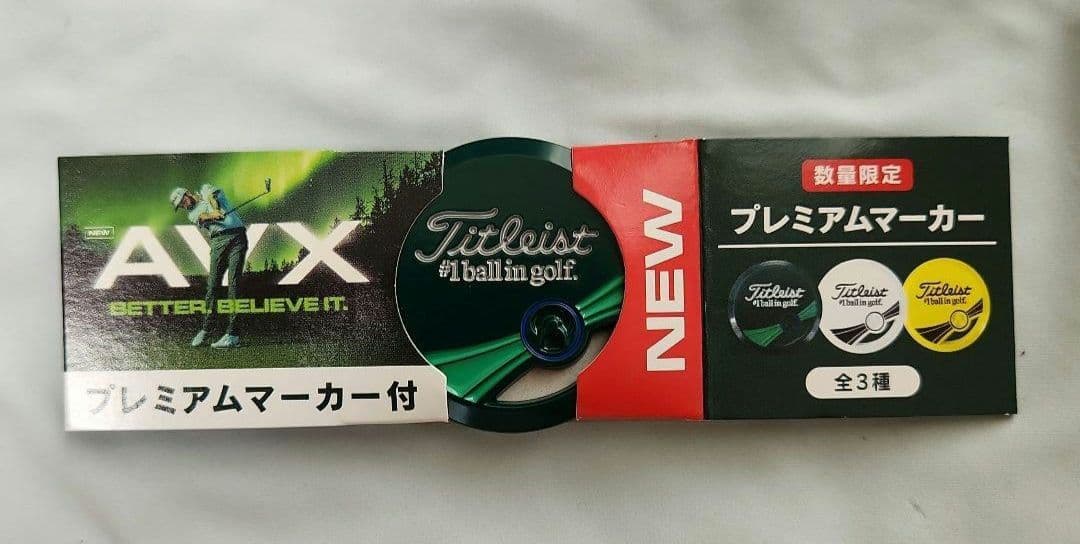 NEW
AVX
BETTER. BELIEVE IT.
プレミアムマーカー付
Titleist
#1 ball in golf.
NEW
数量限定
プレミアムマーカー
Titleist
#1 ball in golf.
Titleist
#1 ball in golf.
Titleist
#1 ball in golf.
全3種